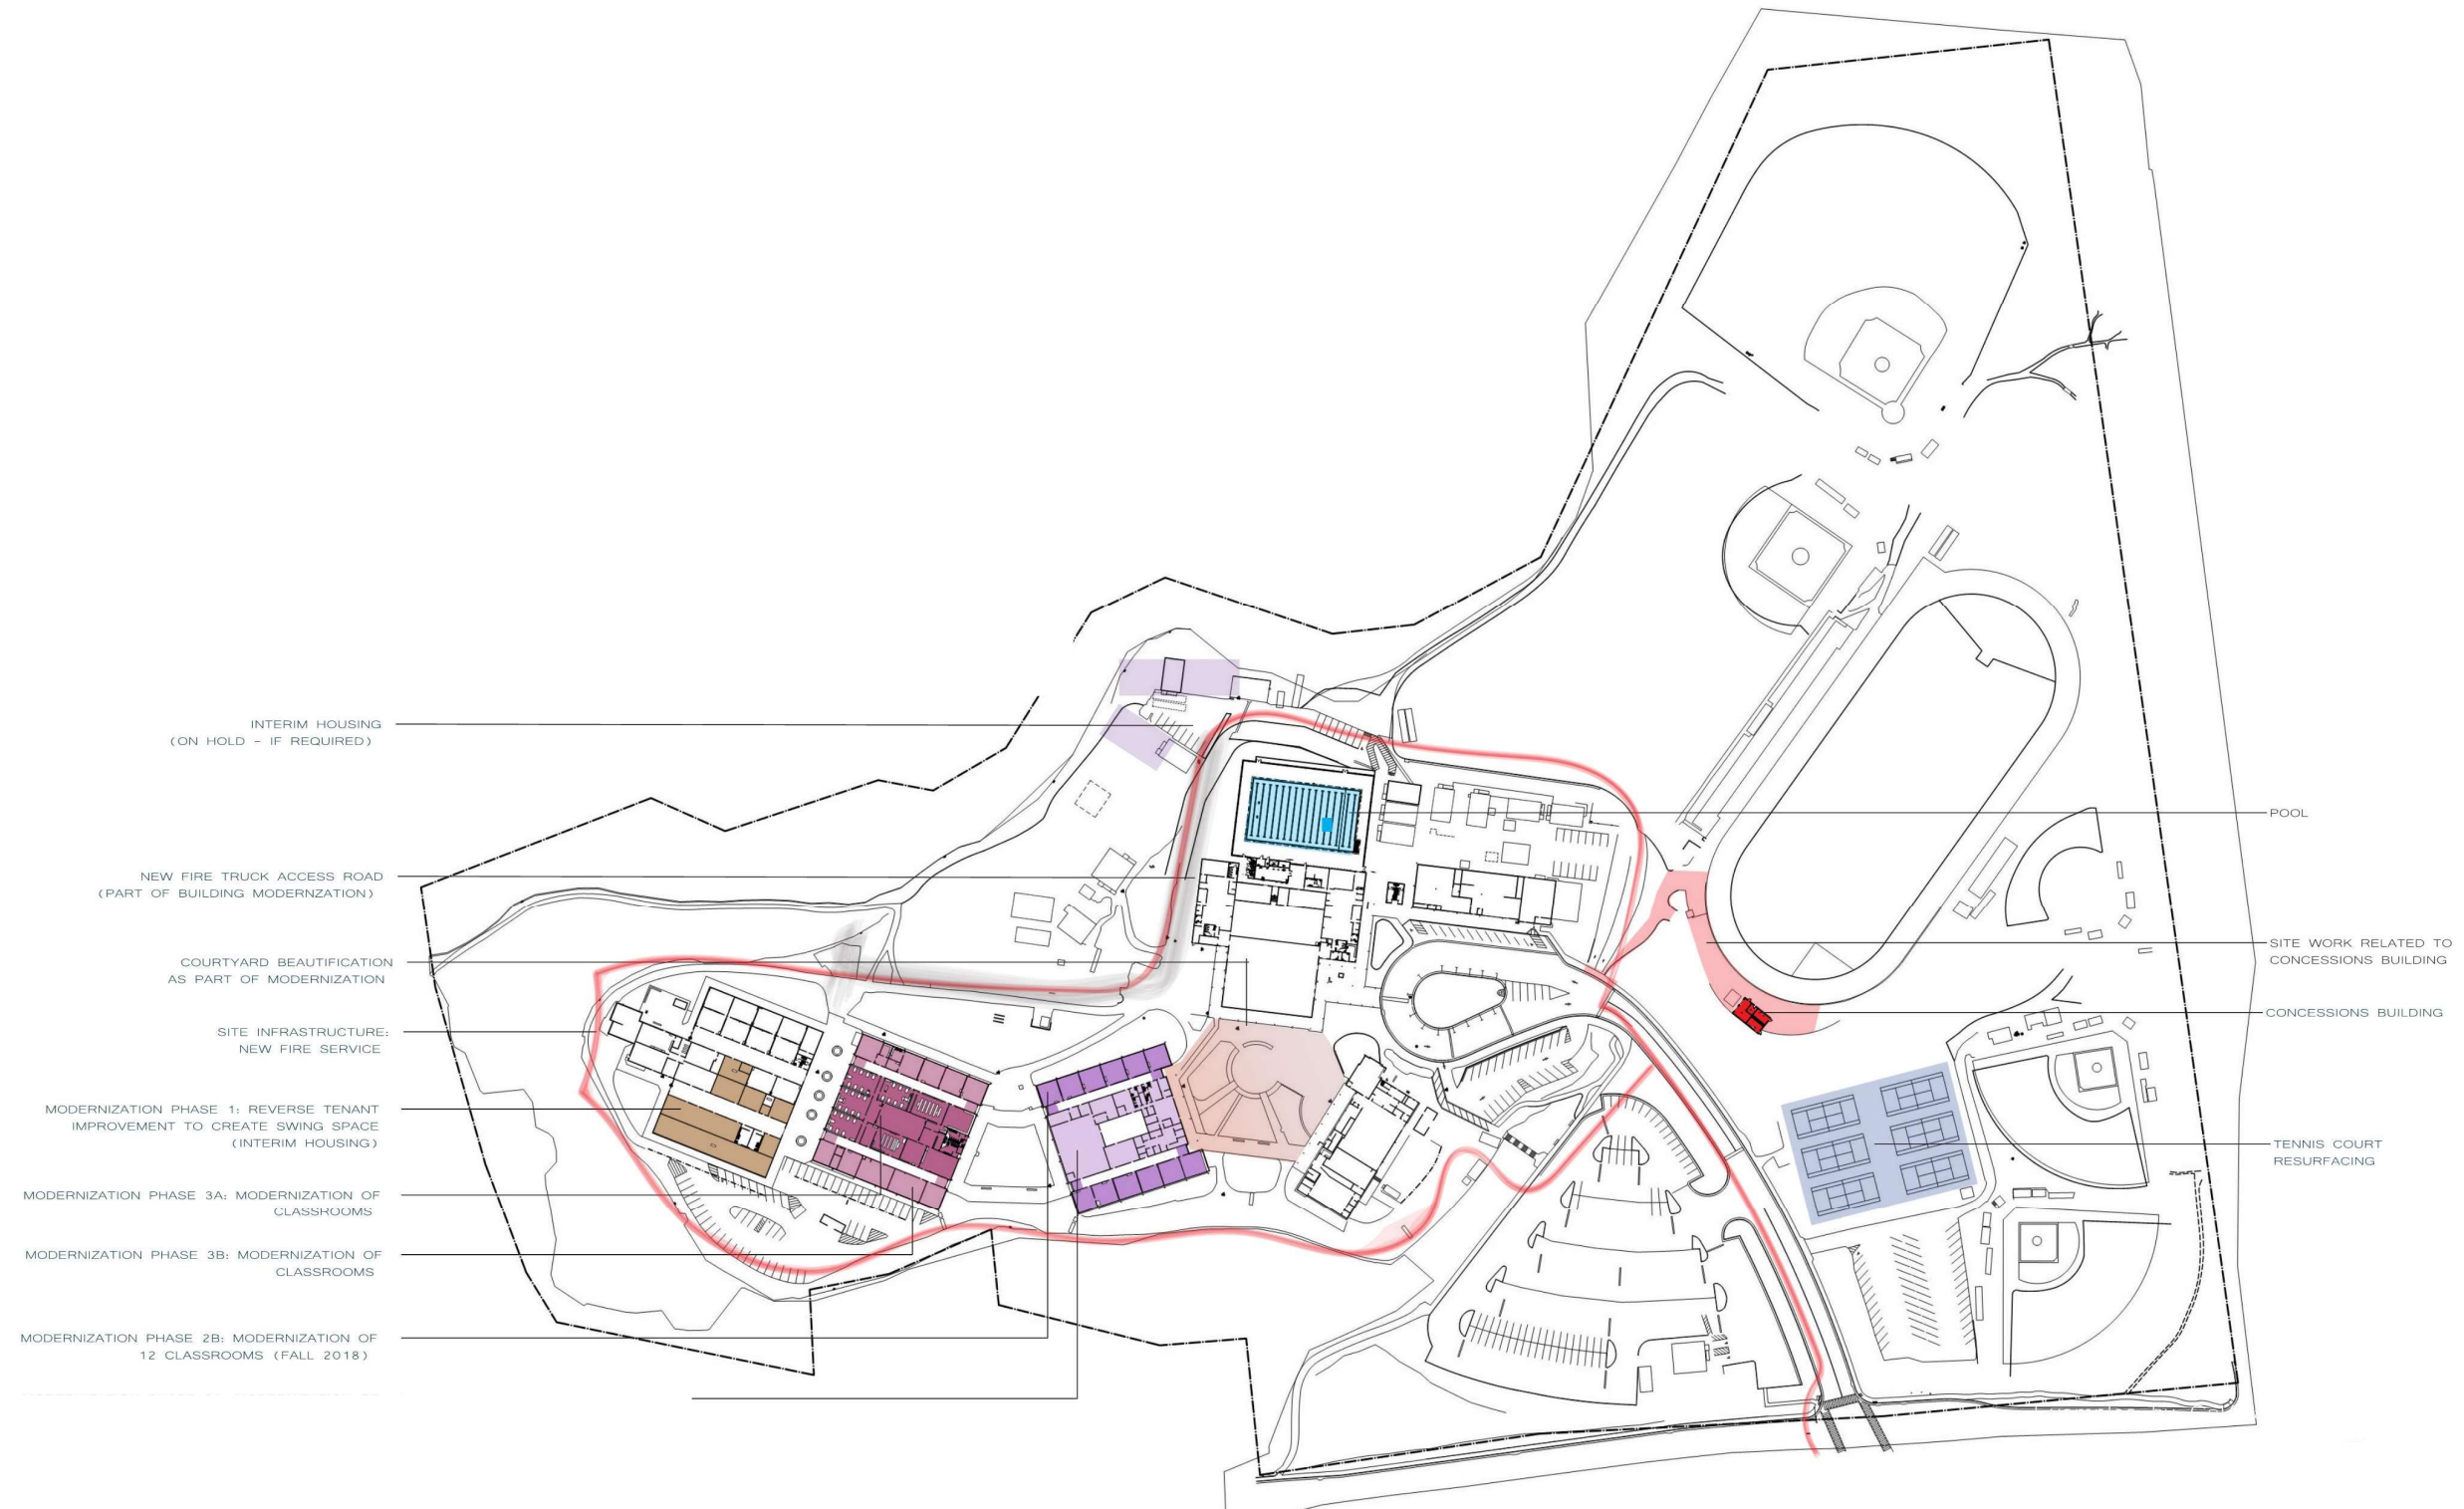 INTERIM HOUSING
(ON HOLD - IF REQUIRED)
NEW FIRE TRUCK ACCESS ROAD
(PART OF BUILDING MODERNZATION)
COURTYARD BEAUTIFICATION
AS PART OF MODERNIZATION
SITE INFRASTRUCTURE:
NEW FIRE SERVICE
MODERNIZATION PHASE 1: REVERSE TENANT
IMPROVEMENT TO CREATE SWING SPACE
(INTERIM HOUSING)
MODERNIZATION PHASE 3A: MODERNIZATION OF
CLASSROOMS
MODERNIZATION PHASE 3B: MODERNIZATION OF
CLASSROOMS
MODERNIZATION PHASE 2B: MODERNIZATION OF
12 CLASSROOMS (FALL 2018)
POOL
SITE WORK RELATED TO
CONCESSIONS BUILDING
CONCESSIONS BUILDING
TENNIS COURT
RESURFACING